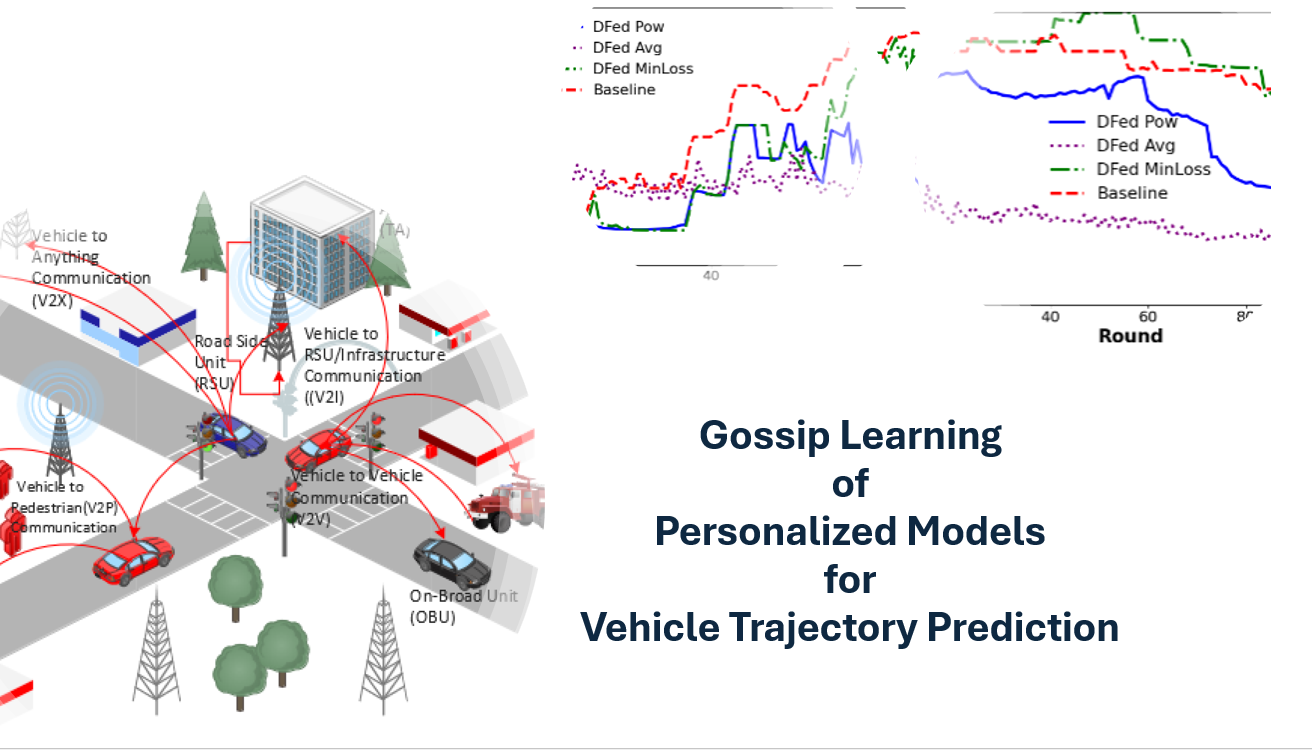 DFed Pow
DFed Avg
DFed MinLoss
Baseline
40
DFed Pow
DFed Avg
DFed MinLoss
Baseline
40
60
Round
Vehicle to
Anything
Communication
(V2X)
(TA)
Road Side
Unit
(RSU)
Vehicle to
RSU/Infrastructure
Communication
((V2I)
Vehicle to Vehicle
Communication
(V2V)
Vehicle to
Pedestrian(V2P)
Communication
On-Broad Unit
(OBU)
Gossip Learning
of
Personalized Models
for
Vehicle Trajectory Prediction